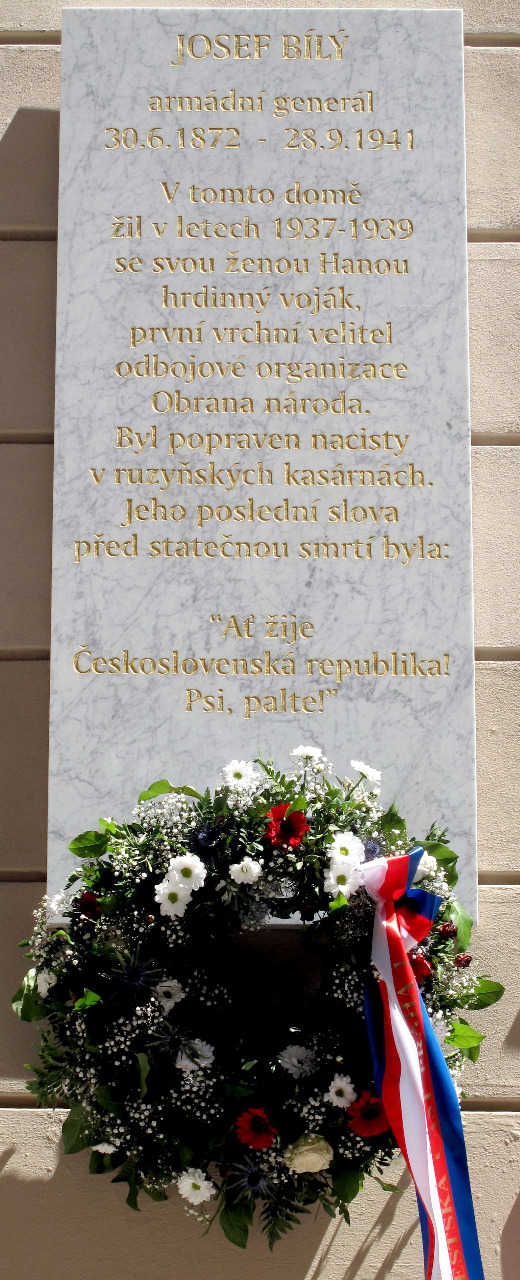 JOSEF BÍLÝ
armádní generál
30.6.1872 - 28.9.1941
V tomto domě
žil v letech 1937-1939
se svou ženou Hanou
hrdinný voják,
první vrchní velitel
odbojové organizace
Obrana národa.
Byl popraven nacisty
v ruzyňských kasárnách.
Jeho poslední slova
před statečnou smrtí byla:
“Ať žije
Československá republika!
Psi, palte!”